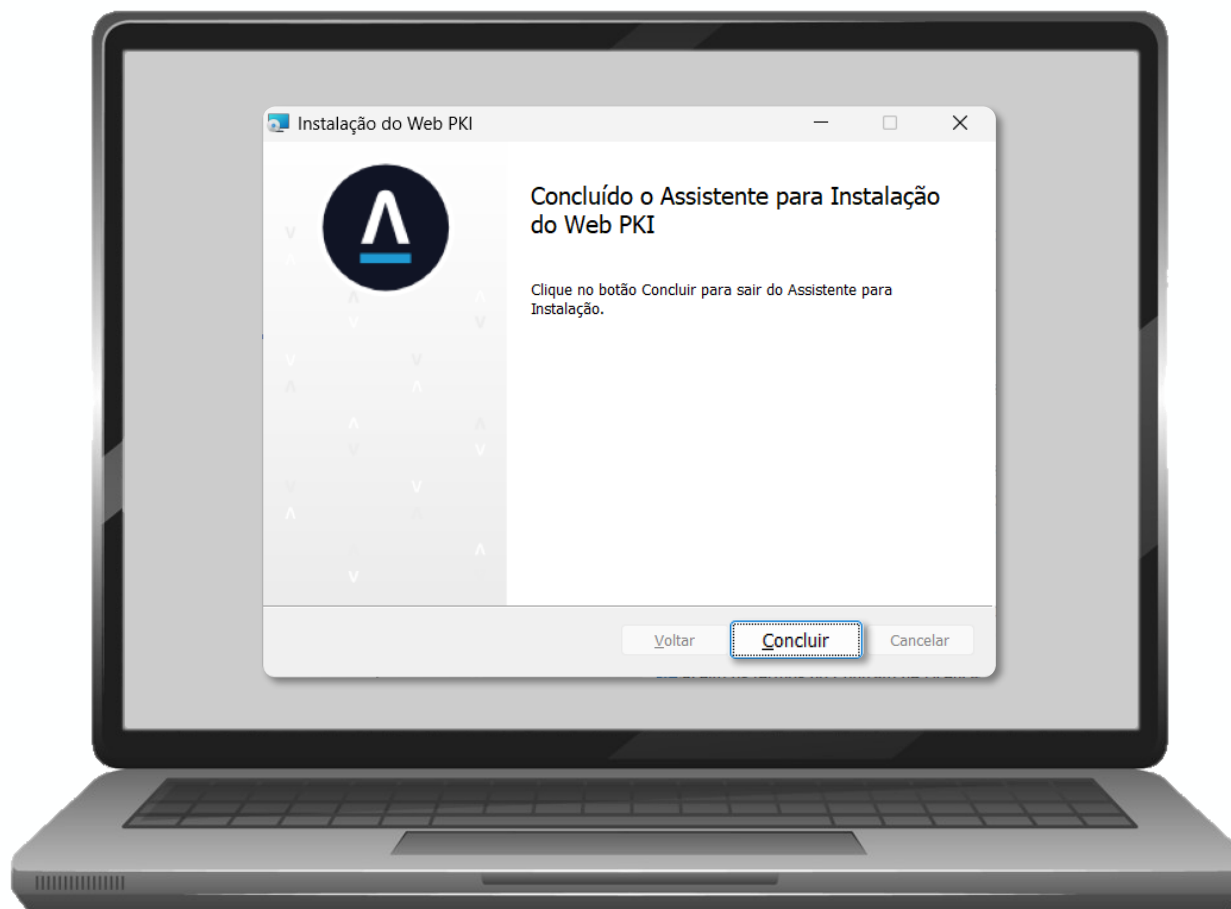 Instalação do Web PKI
Concluído o Assistente para Instalação
do Web PKI
Clique no botão Concluir para sair do Assistente para
Instalação.
Voltar
Concluir
Cancelar